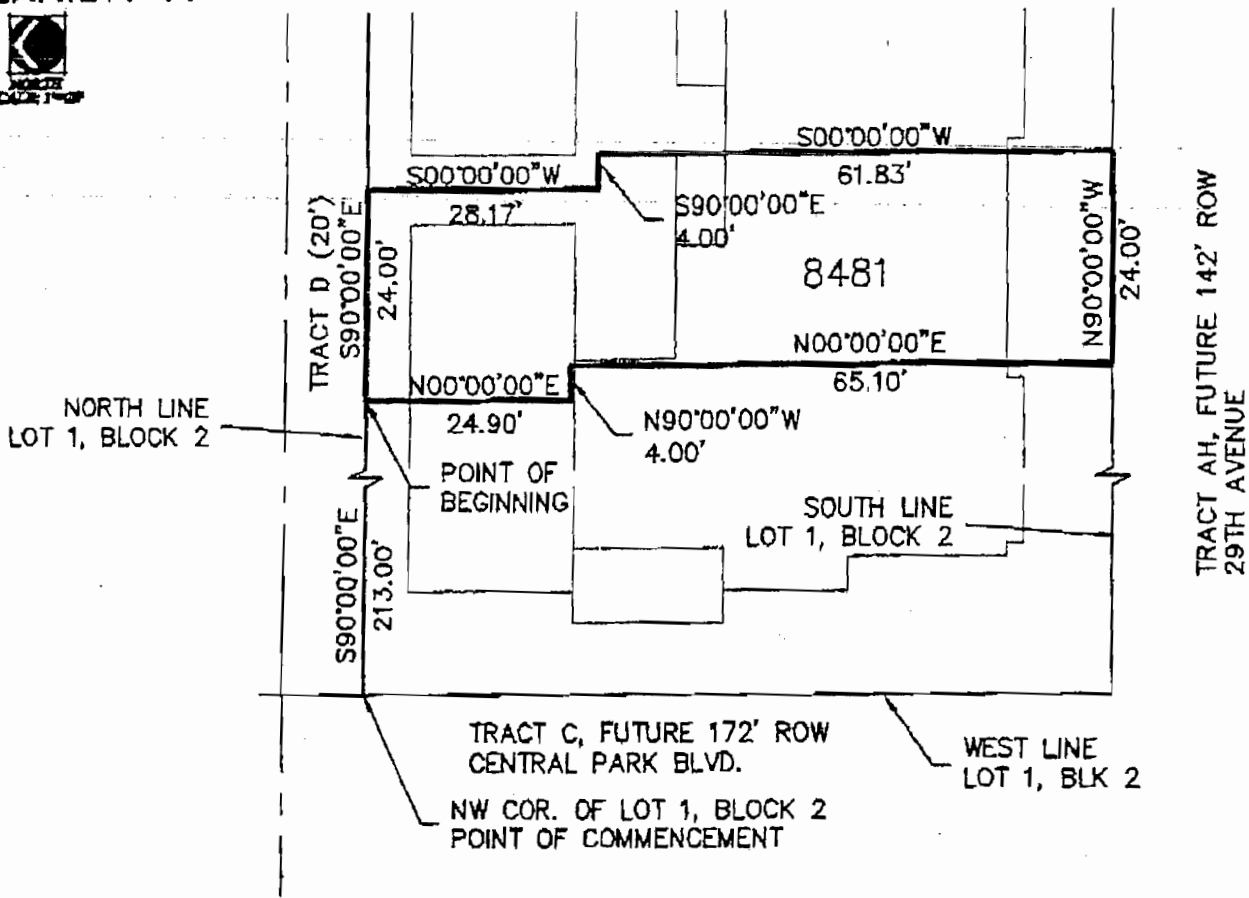 NORTH
S00°00'00"W
61.83'
S00°00'00"W
28.17'
S90°00'00"E
4.00'
TRACT D (20')
S90°00'00"E
24.00'
8481
N90°00'00"W
24.00'
TRACT AH, FUTURE 142' ROW
29TH AVENUE
N00°00'00"E
65.10'
N00°00'00"E
24.90'
N90°00'00"W
4.00'
NORTH LINE
LOT 1, BLOCK 2
POINT OF
BEGINNING
SOUTH LINE
LOT 1, BLOCK 2
S90°00'00"E
213.00'
TRACT C, FUTURE 172' ROW
CENTRAL PARK BLVD.
WEST LINE
LOT 1, BLK 2
NW COR. OF LOT 1, BLOCK 2
POINT OF COMMENCEMENT